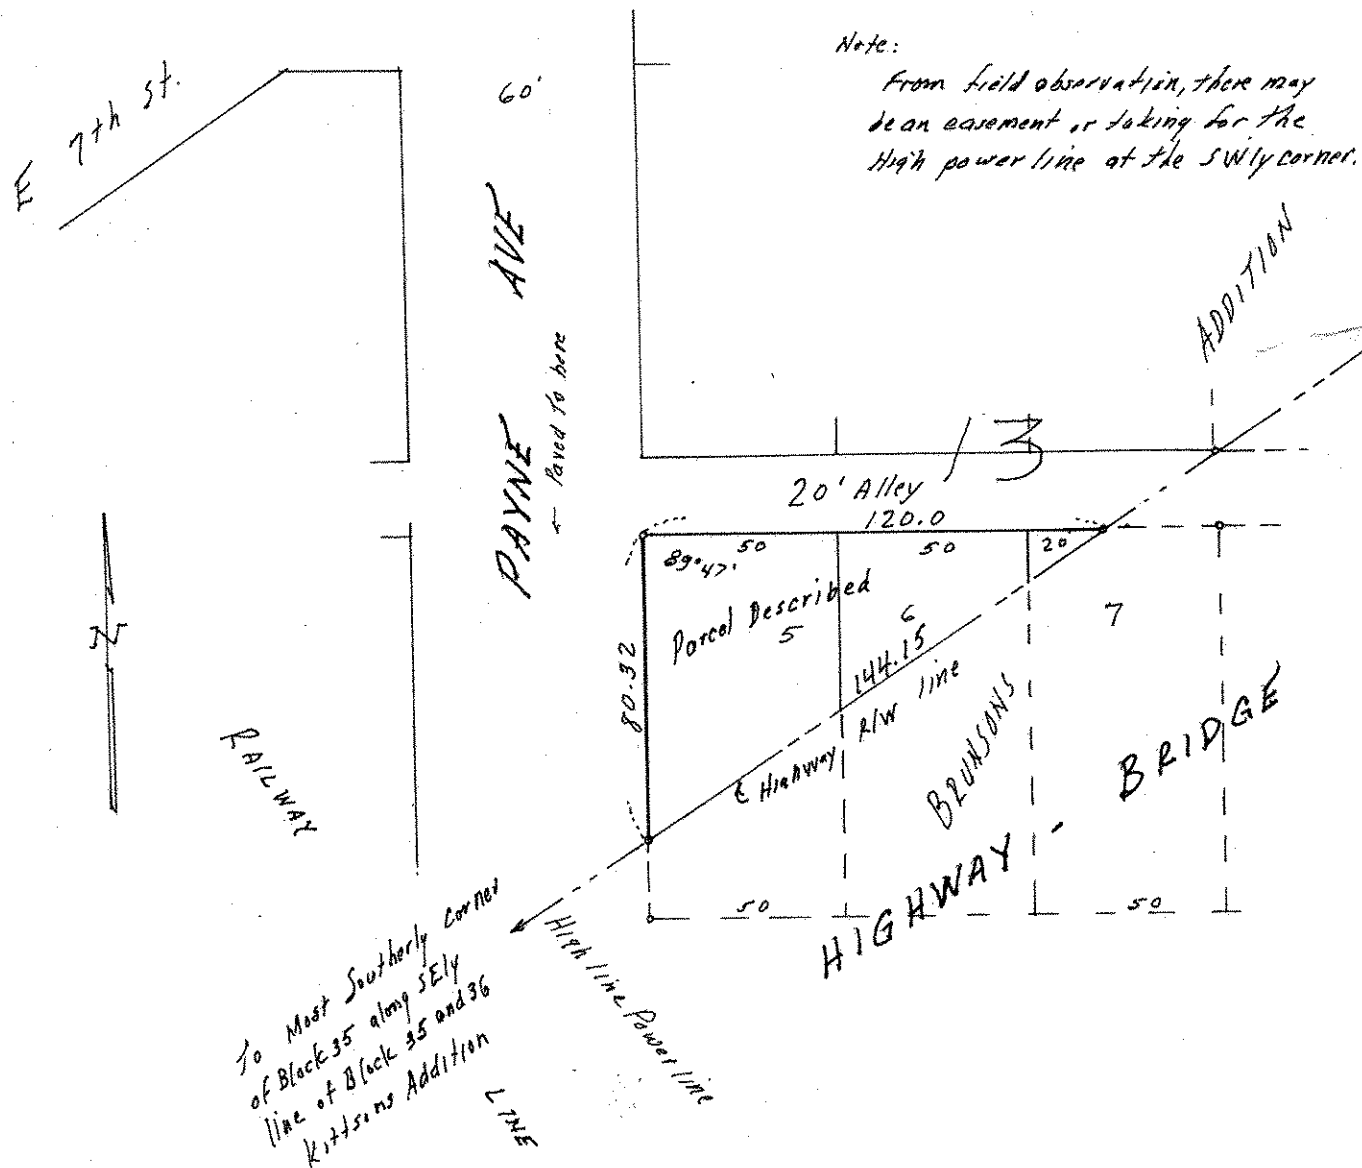 Note:
From field observation, there may
be an easement or taking for the
High power line at the SWly corner.
E 7th St.
60'
PAYNE AVE
← Paved To here
ADDITION
13
20' Alley
120.0
50
50
20
89°47'
Parcel Described
5
6
7
80.32
144.15
R/W line
℄ Highway
BRUNSONS
HIGHWAY - BRIDGE
N
RAILWAY
50
50
To Most Southerly Corner
of Block 35 along SEly
line of Block 35 and 36
Kittsons Addition
High line Power line
LINE